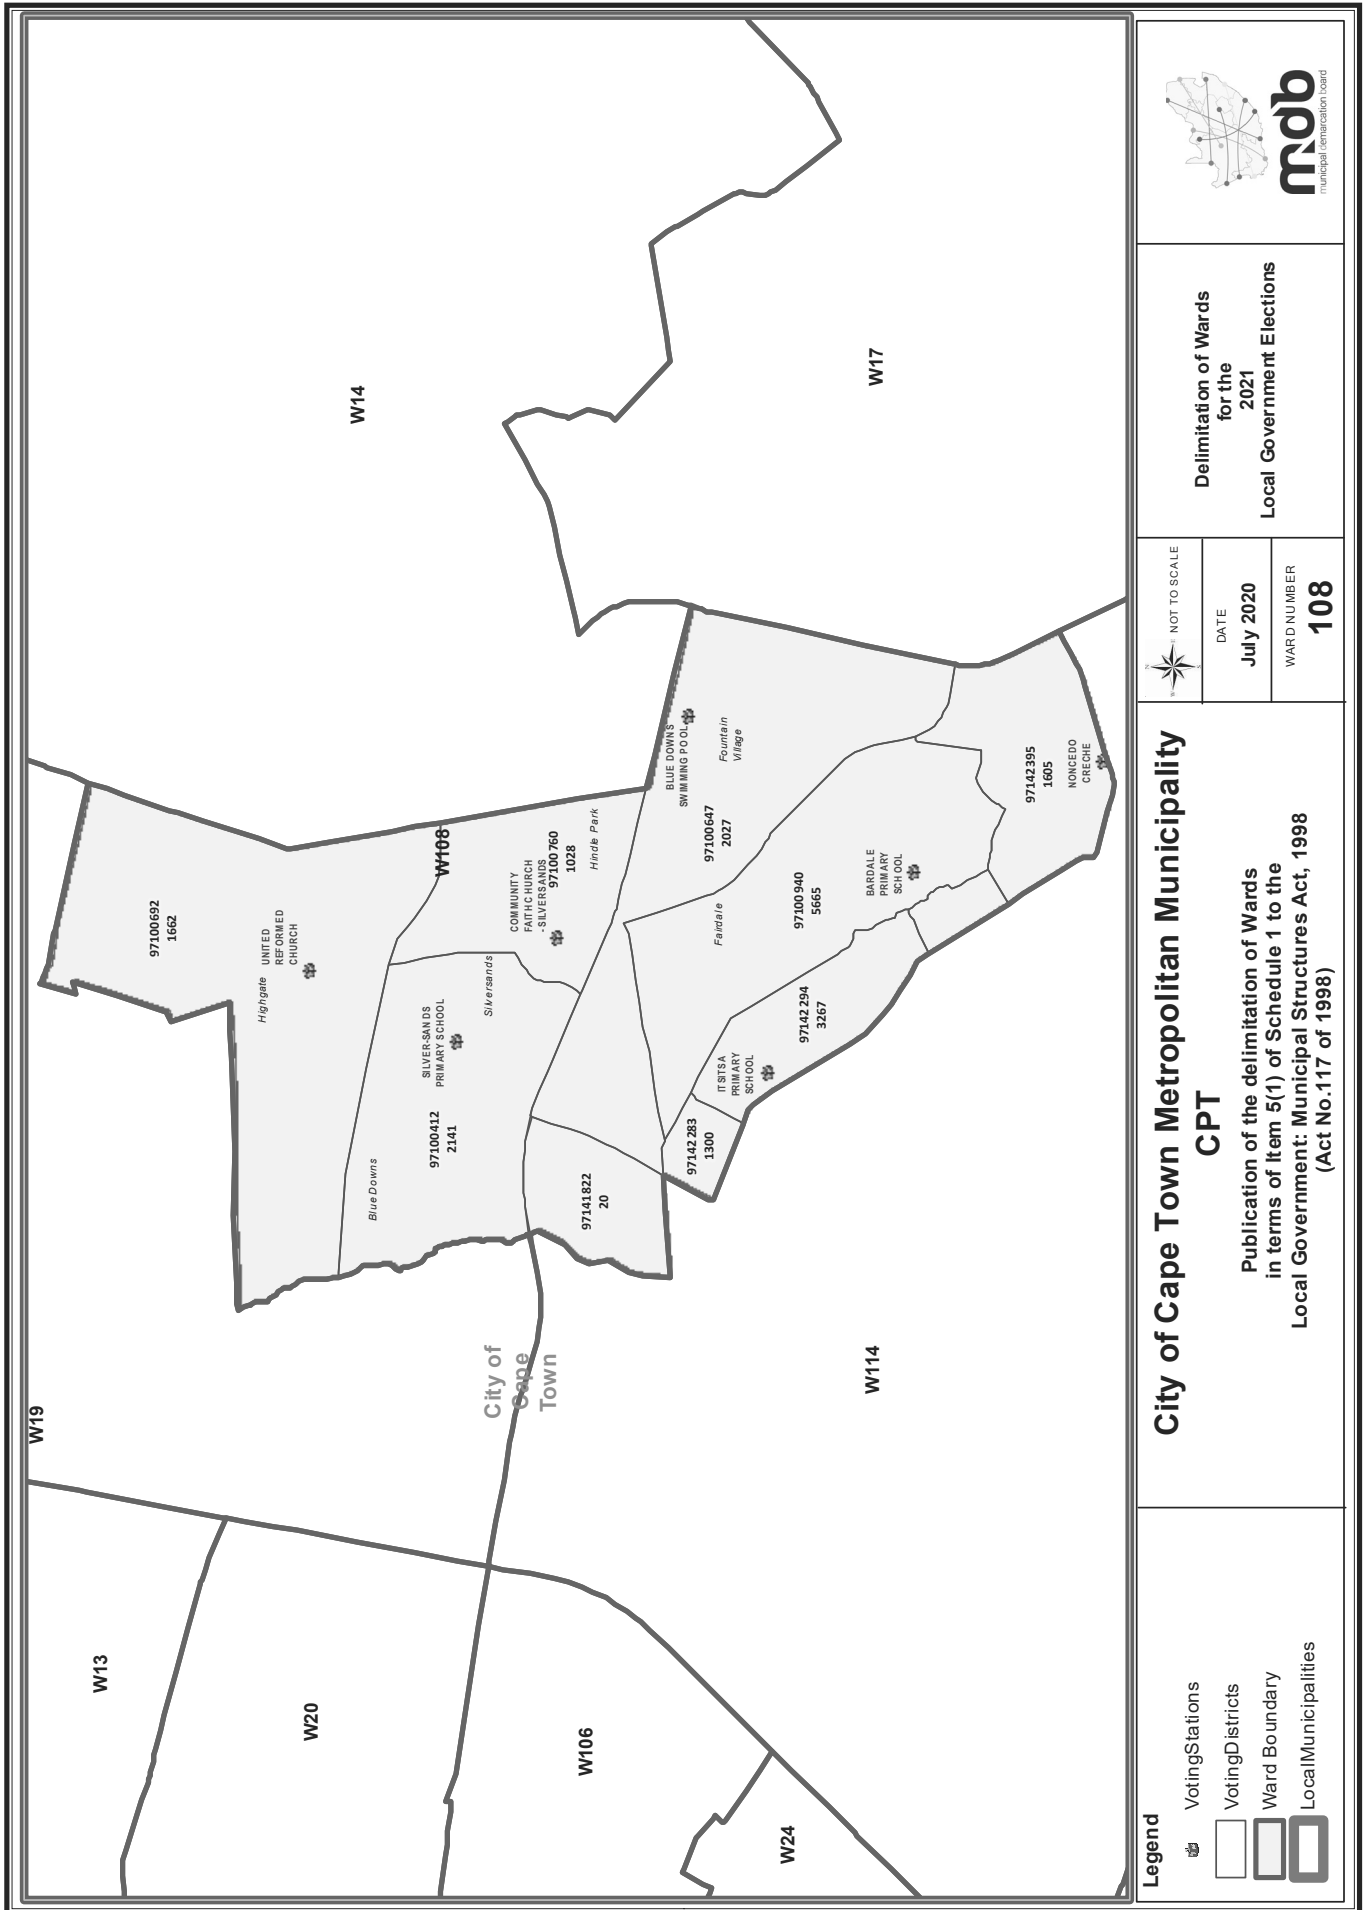 W19
W13
W20
W106
W24
W114
W14
W17
W108
City of
Cape
Town
97100692
1662
Highgate
UNITED
REFORMED
CHURCH
Blue Downs
97100412
2141
SILVER-SANDS
PRIMARY SCHOOL
Silversands
COMMUNITY
FAITH CHURCH
- SILVERSANDS
97100760
1028
Hindle Park
97141822
20
BLUE DOWNS
SWIMMING POOL
Fountain
Village
97100647
2027
Fairdale
97100940
5665
BARDALE
PRIMARY
SCHOOL
97142283
1300
ITSITSA
PRIMARY
SCHOOL
97142294
3267
97142395
1605
NONCEDO
CRECHE
Legend
VotingStations
VotingDistricts
Ward Boundary
LocalMunicipalities
City of Cape Town Metropolitan Municipality
CPT
Publication of the delimitation of Wards
in terms of Item 5(1) of Schedule 1 to the
Local Government: Municipal Structures Act, 1998
(Act No.117 of 1998)
N
W E
S
NOT TO SCALE
DATE
July 2020
WARD NUMBER
108
Delimitation of Wards
for the
2021
Local Government Elections
mdb
municipal demarcation board